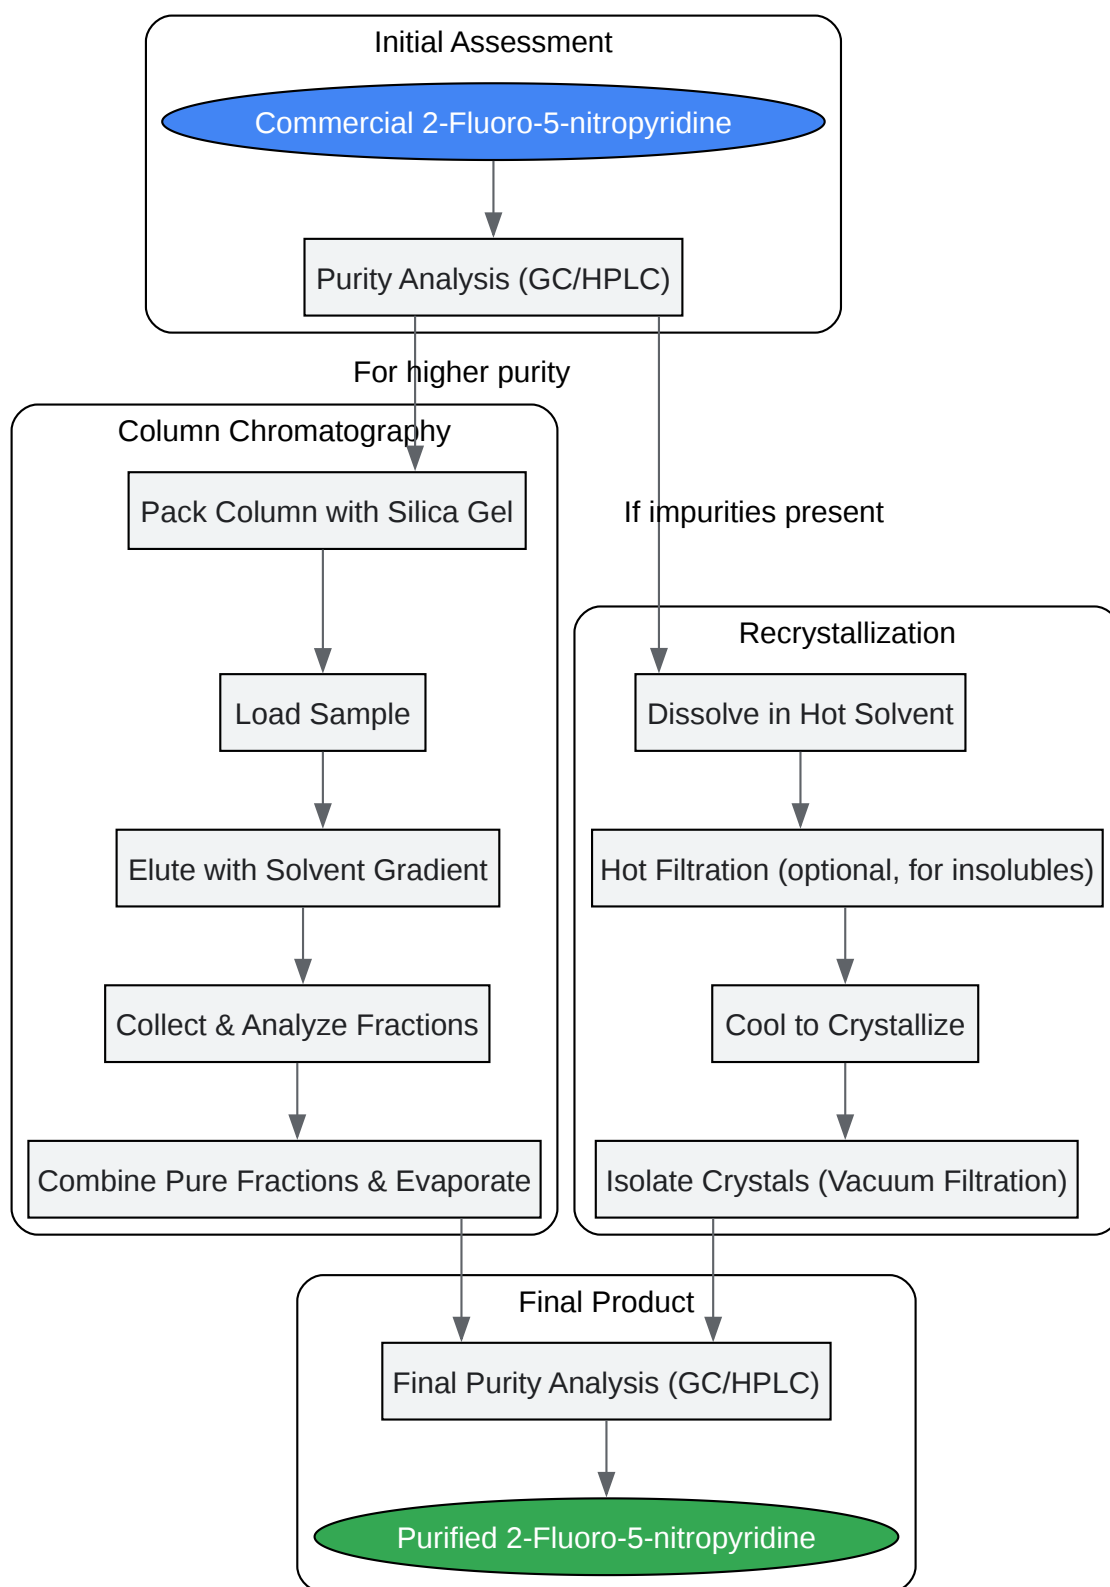 Initial Assessment
Commercial 2-Fluoro-5-nitropyridine
Purity Analysis (GC/HPLC)
For higher purity
Column Chromatography
Pack Column with Silica Gel
If impurities present
Recrystallization
Load Sample
Dissolve in Hot Solvent
Elute with Solvent Gradient
Hot Filtration (optional, for insolubles)
Collect & Analyze Fractions
Cool to Crystallize
Combine Pure Fractions & Evaporate
Isolate Crystals (Vacuum Filtration)
Final Product
Final Purity Analysis (GC/HPLC)
Purified 2-Fluoro-5-nitropyridine